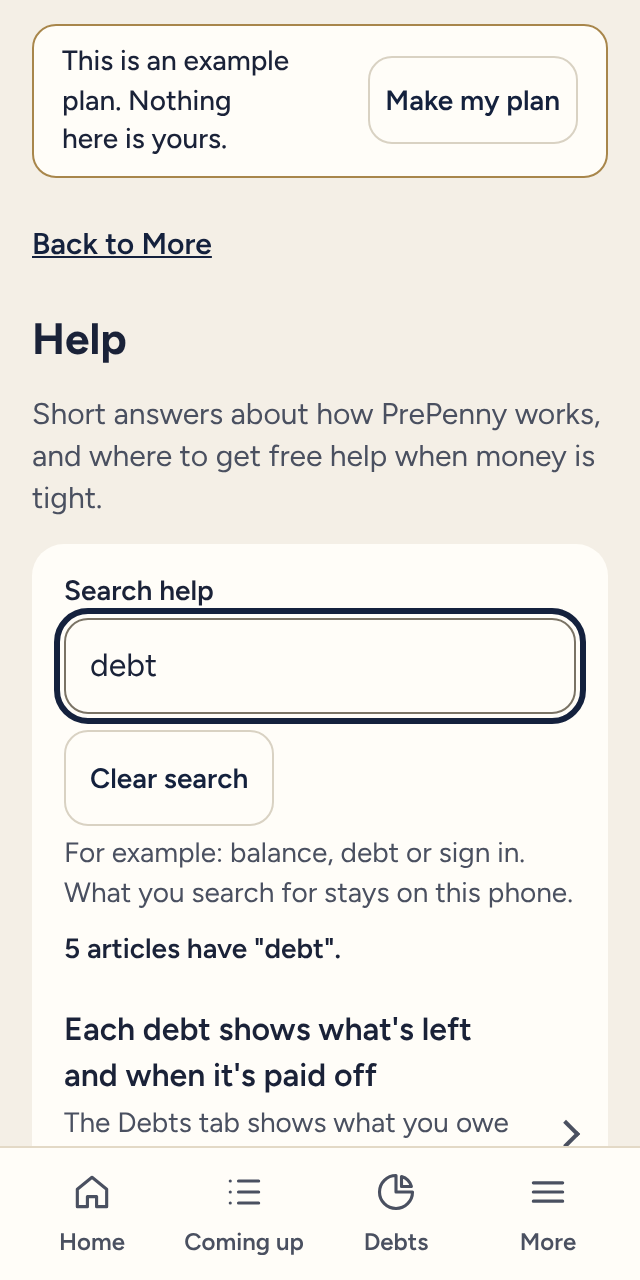 This is an example
plan. Nothing
here is yours.
Make my plan
Back to More
Help
Short answers about how PrePenny works,
and where to get free help when money is
tight.
Search help
debt
Clear search
For example: balance, debt or sign in.
What you search for stays on this phone.
5 articles have "debt".
Each debt shows what's left
and when it's paid off
The Debts tab shows what you owe
Home
Coming up
Debts
More